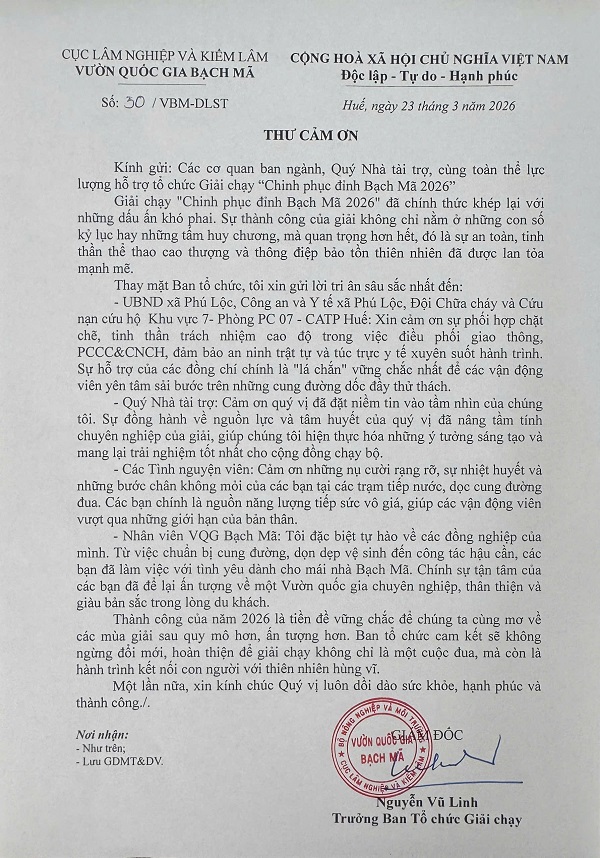 CỤC LÂM NGHIỆP VÀ KIỂM LÂM
VƯỜN QUỐC GIA BẠCH MÃ
CỘNG HOÀ XÃ HỘI CHỦ NGHĨA VIỆT NAM
Độc lập - Tự do - Hạnh phúc
Số: 30 / VBM-DLST
Huế, ngày 23 tháng 3 năm 2026
THƯ CẢM ƠN
Kính gửi: Các cơ quan ban ngành, Quý Nhà tài trợ, cùng toàn thể lực
lượng hỗ trợ tổ chức Giải chạy “Chinh phục đỉnh Bạch Mã 2026”
Giải chạy "Chinh phục đỉnh Bạch Mã 2026" đã chính thức khép lại với
những dấu ấn khó phai. Sự thành công của giải không chỉ nằm ở những con số
kỷ lục hay những tấm huy chương, mà quan trọng hơn hết, đó là sự an toàn, tinh
thần thể thao cao thượng và thông điệp bảo tồn thiên nhiên đã được lan tỏa
mạnh mẽ.
Thay mặt Ban tổ chức, tôi xin gửi lời tri ân sâu sắc nhất đến:
- UBND xã Phú Lộc, Công an và Y tế xã Phú Lộc, Đội Chữa cháy và Cứu
nạn cứu hộ Khu vực 7- Phòng PC 07 - CATP Huế: Xin cảm ơn sự phối hợp chặt
chẽ, tinh thần trách nhiệm cao độ trong việc điều phối giao thông,
PCCC&CNCH, đảm bảo an ninh trật tự và túc trực y tế xuyên suốt hành trình.
Sự hỗ trợ của các đồng chí chính là "lá chắn" vững chắc nhất để các vận động
viên yên tâm sải bước trên những cung đường dốc đầy thử thách.
- Quý Nhà tài trợ: Cảm ơn quý vị đã đặt niềm tin vào tầm nhìn của chúng
tôi. Sự đồng hành về nguồn lực và tâm huyết của quý vị đã nâng tầm tính
chuyên nghiệp của giải, giúp chúng tôi hiện thực hóa những ý tưởng sáng tạo và
mang lại trải nghiệm tốt nhất cho cộng đồng chạy bộ.
- Các Tình nguyện viên: Cảm ơn những nụ cười rạng rỡ, sự nhiệt huyết và
những bước chân không mỏi của các bạn tại các trạm tiếp nước, dọc cung đường
đua. Các bạn chính là nguồn năng lượng tiếp sức vô giá, giúp các vận động viên
vượt qua những giới hạn của bản thân.
- Nhân viên VQG Bạch Mã: Tôi đặc biệt tự hào về các đồng nghiệp của
mình. Từ việc chuẩn bị cung đường, dọn dẹp vệ sinh đến công tác hậu cần, các
bạn đã làm việc với tình yêu dành cho mái nhà Bạch Mã. Chính sự tận tâm của
các bạn đã để lại ấn tượng về một Vườn quốc gia chuyên nghiệp, thân thiện và
giàu bản sắc trong lòng du khách.
Thành công của năm 2026 là tiền đề vững chắc để chúng ta cùng mơ về
các mùa giải sau quy mô hơn, ấn tượng hơn. Ban tổ chức cam kết sẽ không
ngừng đổi mới, hoàn thiện để giải chạy không chỉ là một cuộc đua, mà còn là
hành trình kết nối con người với thiên nhiên hùng vĩ.
Một lần nữa, xin kính chúc Quý vị luôn dồi dào sức khỏe, hạnh phúc và
thành công./.
Nơi nhận:
- Như trên;
- Lưu GDMT&DV.
GIÁM ĐỐC
BỘ NÔNG NGHIỆP VÀ MÔI TRƯỜNG
VƯỜN QUỐC GIA
BẠCH MÃ
CỤC LÂM NGHIỆP VÀ KIỂM LÂM
Nguyễn Vũ Linh
Trưởng Ban Tổ chức Giải chạy